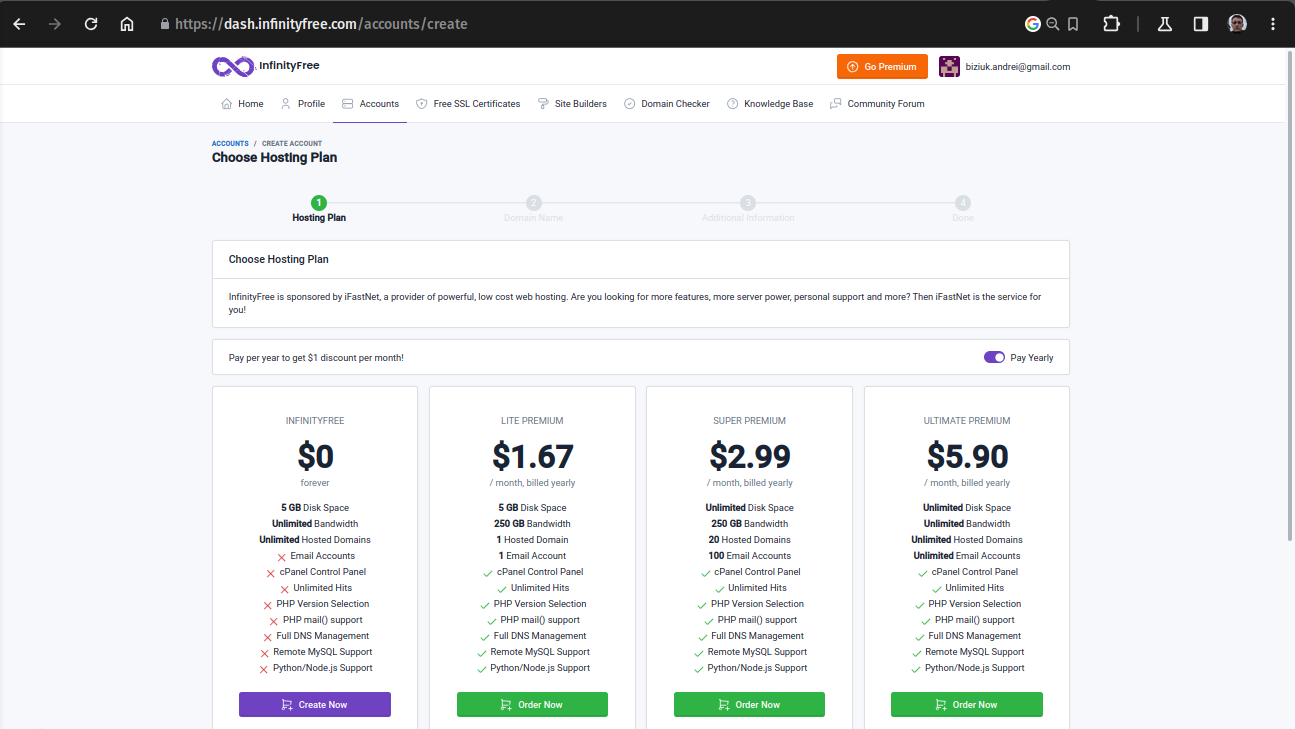 https://dash.infinityfree.com/accounts/create
InfinityFree
Go Premium
biziuk.andrei@gmail.com
Home
Profile
Accounts
Free SSL Certificates
Site Builders
Domain Checker
Knowledge Base
Community Forum
ACCOUNTS / CREATE ACCOUNT
Choose Hosting Plan
1
2
3
4
Hosting Plan
Domain Name
Additional Information
Done
Choose Hosting Plan
InfinityFree is sponsored by iFastNet, a provider of powerful, low cost web hosting. Are you looking for more features, more server power, personal support and more? Then iFastNet is the service for
you!
Pay per year to get $1 discount per month!
Pay Yearly
INFINITYFREE
$0
forever
5 GB Disk Space
Unlimited Bandwidth
Unlimited Hosted Domains
Email Accounts
cPanel Control Panel
Unlimited Hits
PHP Version Selection
PHP mail() support
Full DNS Management
Remote MySQL Support
Python/Node.js Support
Create Now
LITE PREMIUM
$1.67
/ month, billed yearly
5 GB Disk Space
250 GB Bandwidth
1 Hosted Domain
1 Email Account
cPanel Control Panel
Unlimited Hits
PHP Version Selection
PHP mail() support
Full DNS Management
Remote MySQL Support
Python/Node.js Support
Order Now
SUPER PREMIUM
$2.99
/ month, billed yearly
Unlimited Disk Space
250 GB Bandwidth
20 Hosted Domains
100 Email Accounts
cPanel Control Panel
Unlimited Hits
PHP Version Selection
PHP mail() support
Full DNS Management
Remote MySQL Support
Python/Node.js Support
Order Now
ULTIMATE PREMIUM
$5.90
/ month, billed yearly
Unlimited Disk Space
Unlimited Bandwidth
Unlimited Hosted Domains
Unlimited Email Accounts
cPanel Control Panel
Unlimited Hits
PHP Version Selection
PHP mail() support
Full DNS Management
Remote MySQL Support
Python/Node.js Support
Order Now